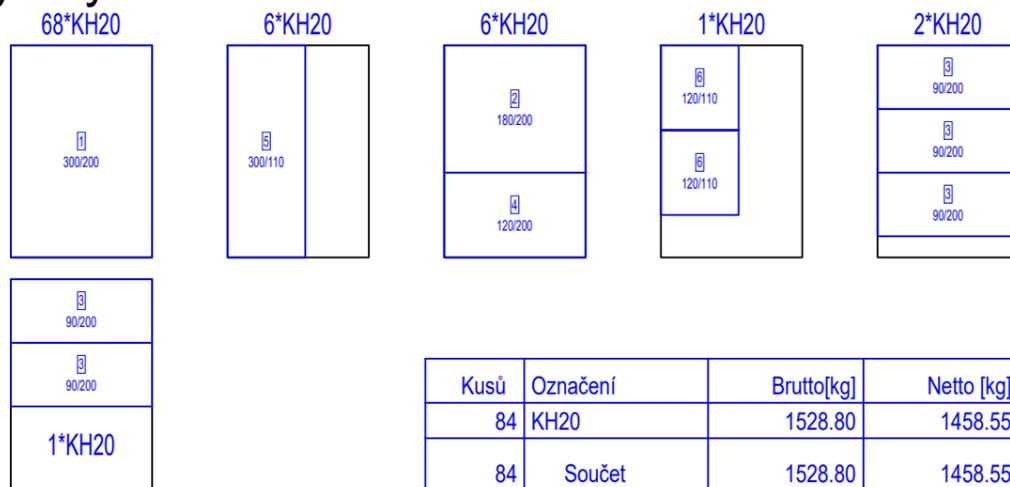 68*KH20
6*KH20
6*KH20
1*KH20
2*KH20
1
300/200
5
300/110
2
180/200
4
120/200
6
120/110
6
120/110
3
90/200
3
90/200
3
90/200
3
90/200
3
90/200
1*KH20
Kusů Označení Brutto[kg] Netto [kg]
84 KH20 1528.80 1458.55
84 Součet 1528.80 1458.55